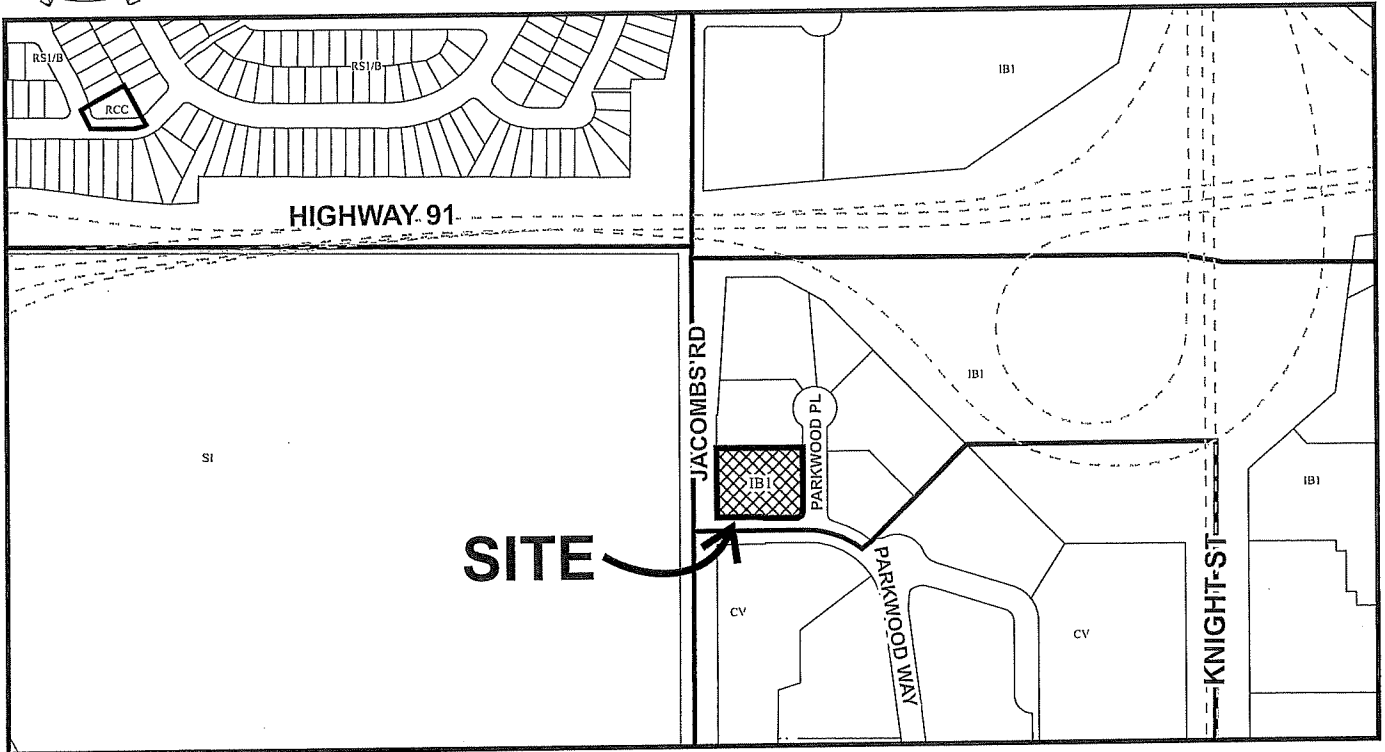 RS1/B
RS1/B
RCC
IB1
HIGHWAY 91
JACOMBS RD
PARKWOOD PL
IB1
SI
IB1
IB1
SITE
PARKWOOD WAY
KNIGHT ST
CV
CV